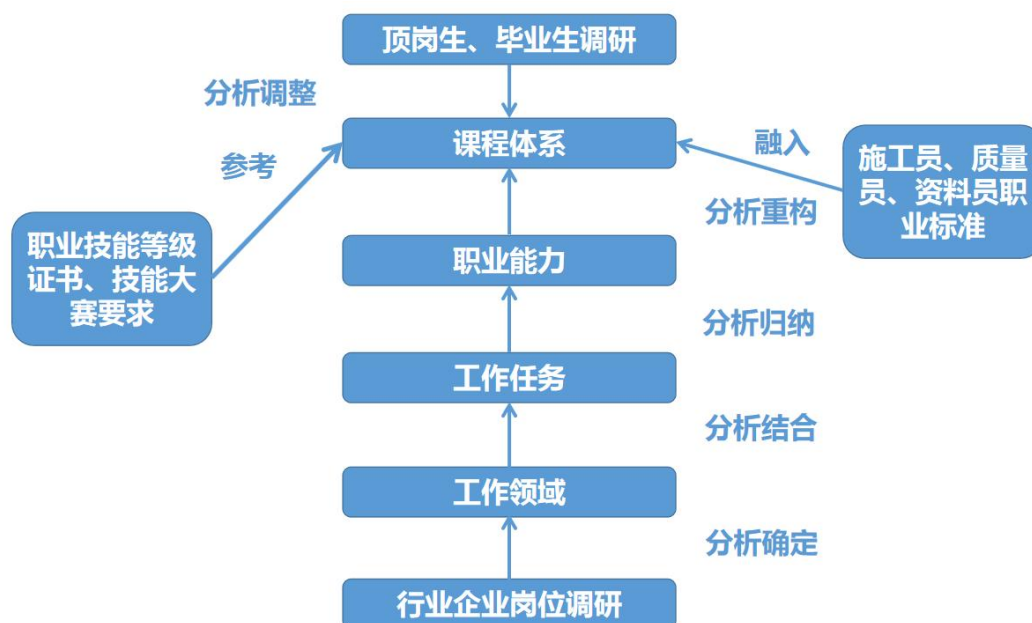 顶岗生、毕业生调研
分析调整
课程体系
参考
融入
施工员、质量
员、资料员职
业标准
分析重构
职业技能等级
证书、技能大
赛要求
职业能力
分析归纳
工作任务
分析结合
工作领域
分析确定
行业企业岗位调研